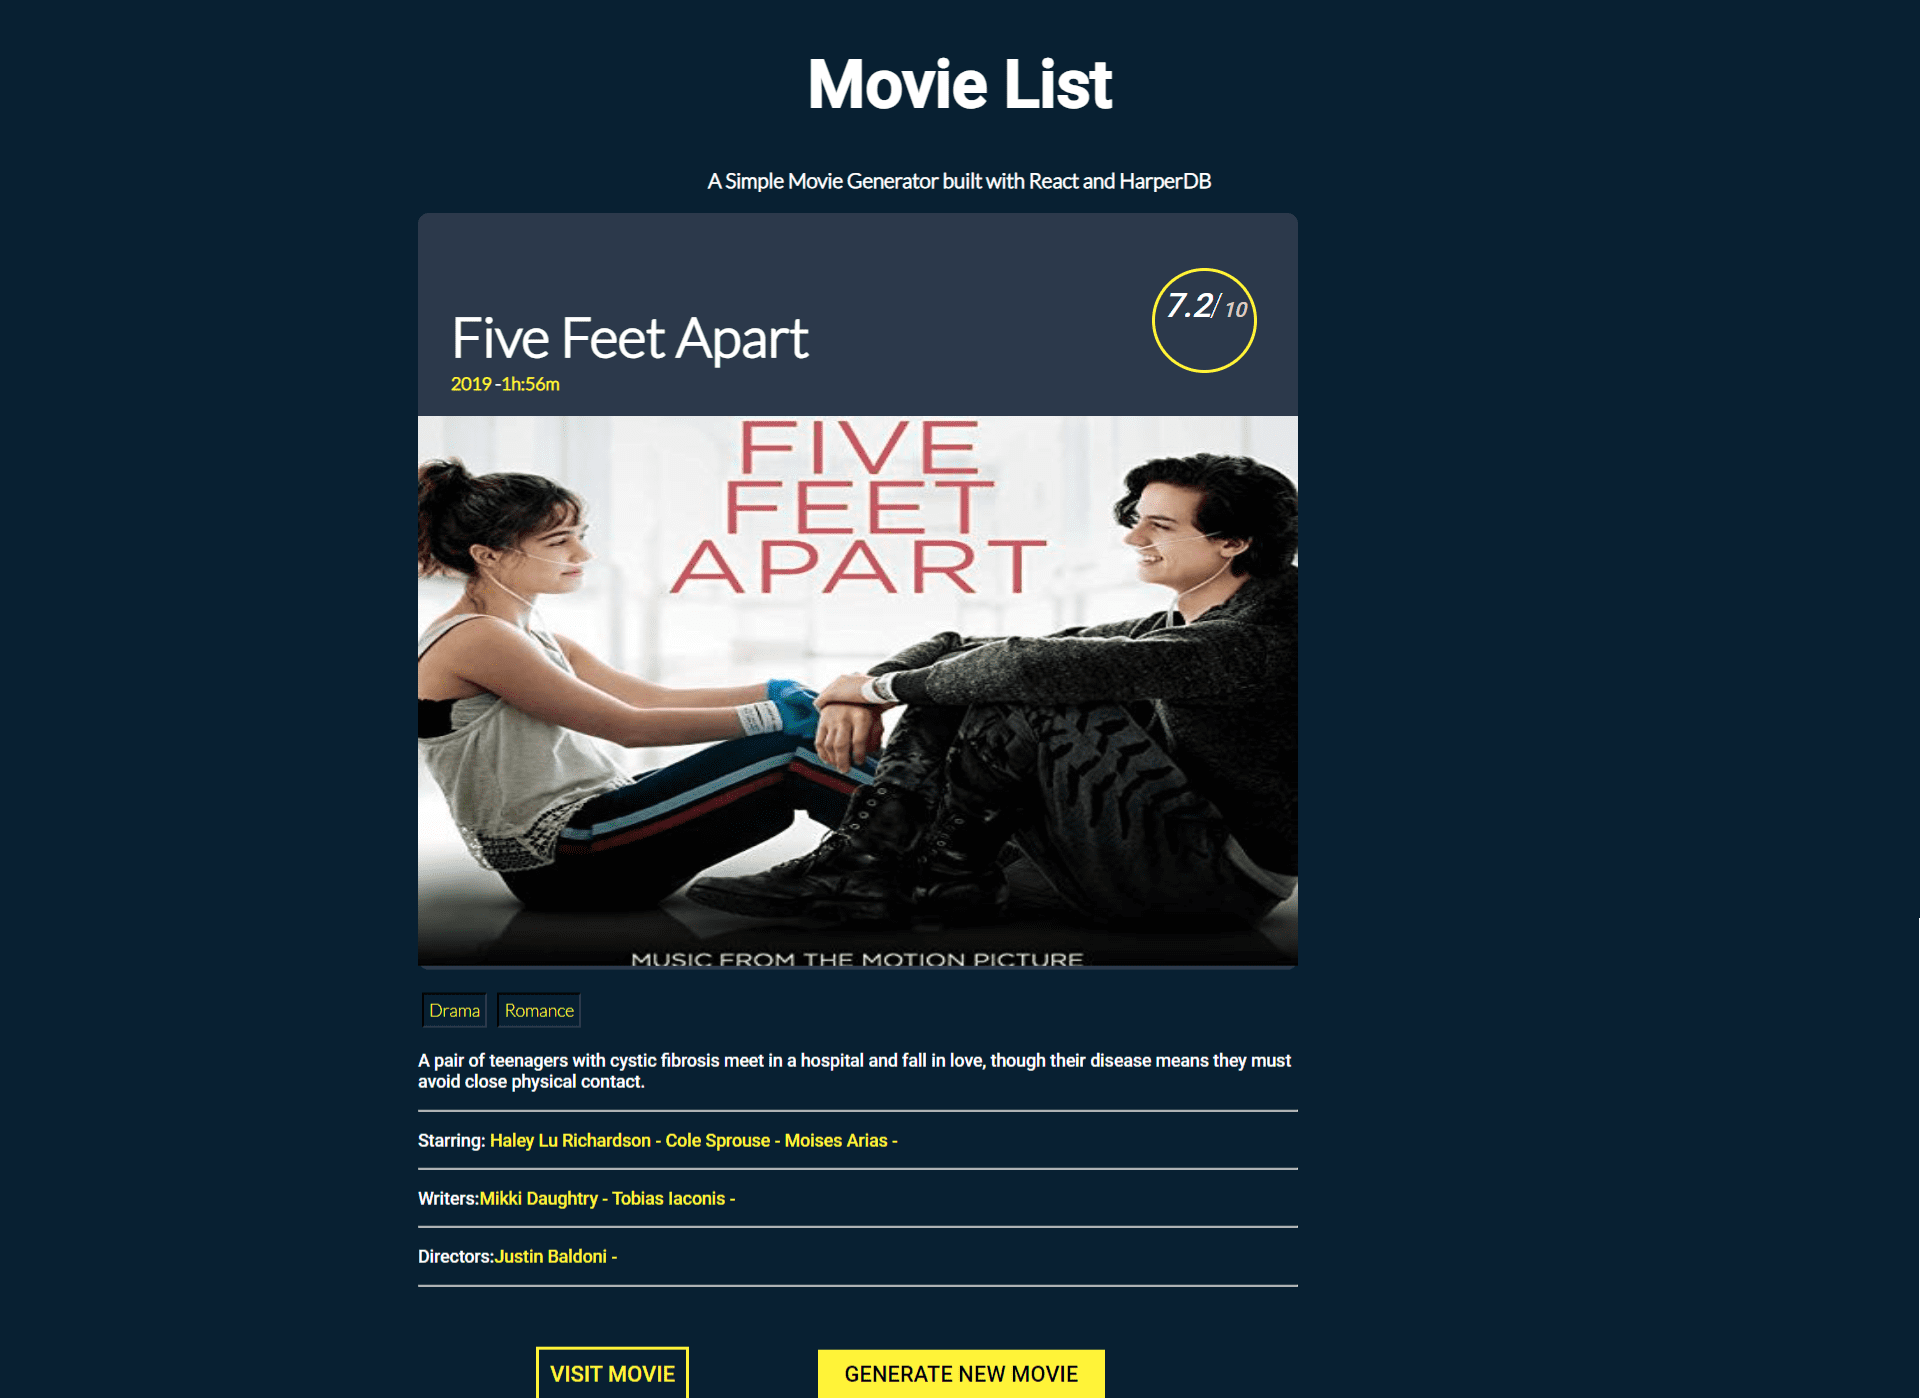 Movie List
A Simple Movie Generator built with React and HarperDB
7.2/ 10
Five Feet Apart
2019 -1h:56m
FIVE
FEET
APART
MUSIC FROM THE MOTION PICTURE
Drama Romance
A pair of teenagers with cystic fibrosis meet in a hospital and fall in love, though their disease means they must
avoid close physical contact.
Starring: Haley Lu Richardson - Cole Sprouse - Moises Arias -
Writers:Mikki Daughtry - Tobias Iaconis -
Directors:Justin Baldoni -
VISIT MOVIE GENERATE NEW MOVIE